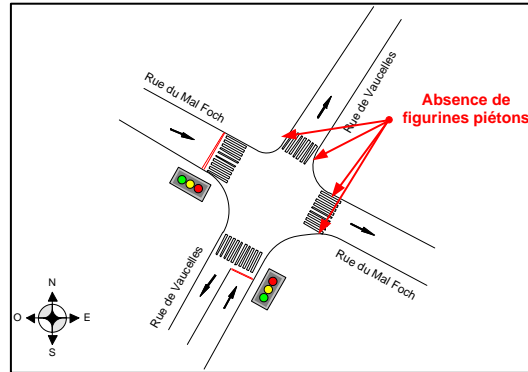 Rue du Mal Foch
Rue de Vaucelles
Absence de
figurines piétons
Rue de Vaucelles
Rue du Mal Foch
N
O
E
S